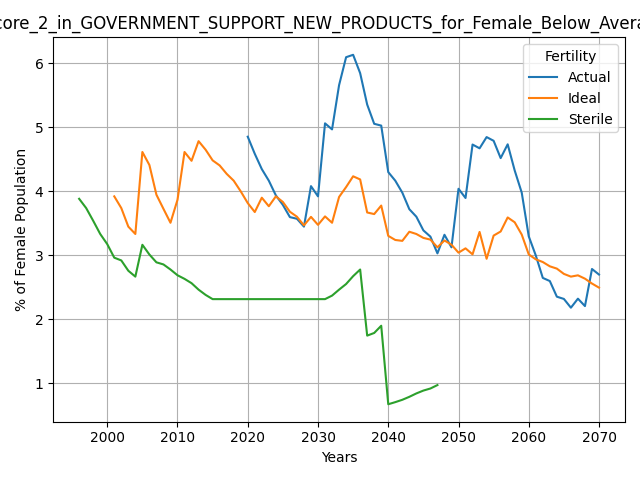 core_2_in_GOVERNMENT_SUPPORT_NEW_PRODUCTS_for_Female_Below_Avera
Fertility
Actual
Ideal
Sterile
% of Female Population
6
5
4
3
2
1
2000 2010 2020 2030 2040 2050 2060 2070
Years